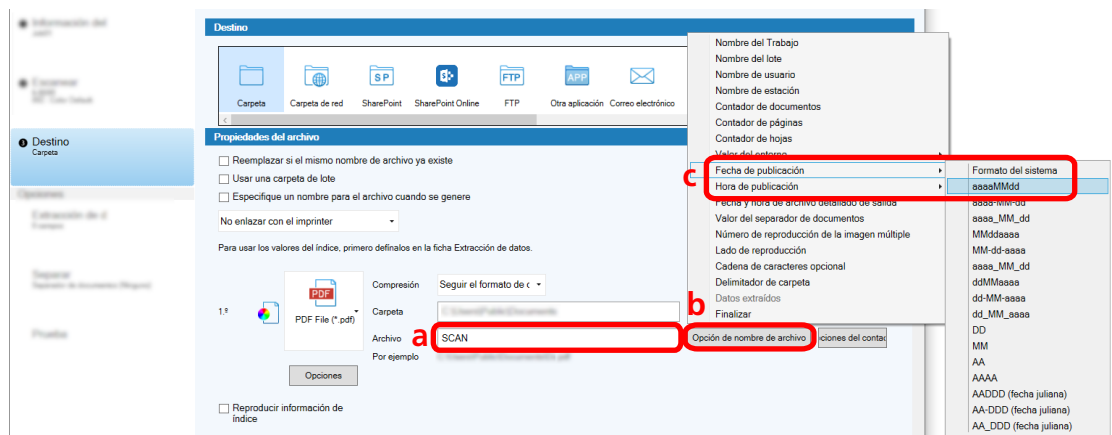 Destino
Carpeta
Destino
Carpeta
Carpeta de red
SP
SharePoint
SharePoint Online
FTP
FTP
APP
Otra aplicación
Correo electrónico
Propiedades del archivo
Reemplazar si el mismo nombre de archivo ya existe
Usar una carpeta de lote
Especifique un nombre para el archivo cuando se genere
No enlazar con el imprinter
Para usar los valores del índice, primero defínalos en la ficha Extracción de datos.
1.º
PDF
PDF File (*.pdf)
Compresión
Seguir el formato de c
Carpeta
a
Archivo
SCAN
b
Opción de nombre de archivo
ciones del contac
Por ejemplo
Opciones
Reproducir información de
índice
Nombre del Trabajo
Nombre del lote
Nombre de usuario
Nombre de estación
Contador de documentos
Contador de páginas
Contador de hojas
Valor del entorno
c
Fecha de publicación
Hora de publicación
Fecha y hora de archivo detallado de salida
Valor del separador de documentos
Número de reproducción de la imagen múltiple
Lado de reproducción
Cadena de caracteres opcional
Delimitador de carpeta
Datos extraídos
Finalizar
Formato del sistema
aaaaMMdd
aaaa-MM-dd
aaaa_MM_dd
MMddaaaa
MM-dd-aaaa
aaaa_MM_dd
ddMMaaaa
dd-MM-aaaa
dd_MM_aaaa
DD
MM
AA
AAAA
AADDD (fecha juliana)
AA-DDD (fecha juliana)
AA_DDD (fecha juliana)